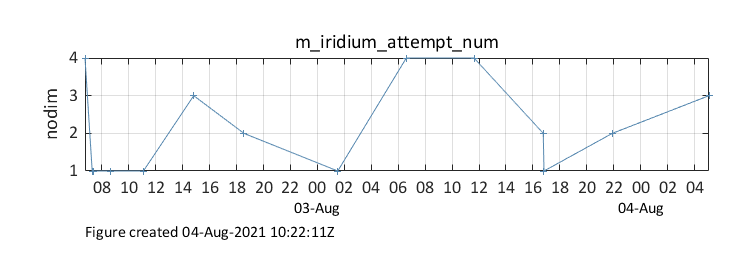 m_iridium_attempt_num
nodim
4
3
2
1
08 10 12 14 16 18 20 22 00 02 04 06 08 10 12 14 16 18 20 22 00 02 04
03-Aug 04-Aug
Figure created 04-Aug-2021 10:22:11Z